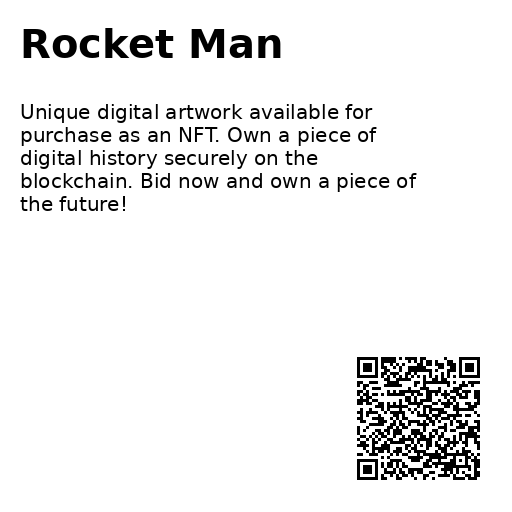 Rocket Man
Unique digital artwork available for
purchase as an NFT. Own a piece of
digital history securely on the
blockchain. Bid now and own a piece of
the future!